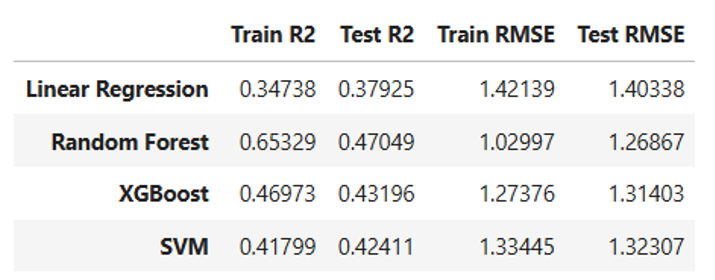 Train R2 Test R2 Train RMSE Test RMSE
Linear Regression 0.34738 0.37925 1.42139 1.40338
Random Forest 0.65329 0.47049 1.02997 1.26867
XGBoost 0.46973 0.43196 1.27376 1.31403
SVM 0.41799 0.42411 1.33445 1.32307